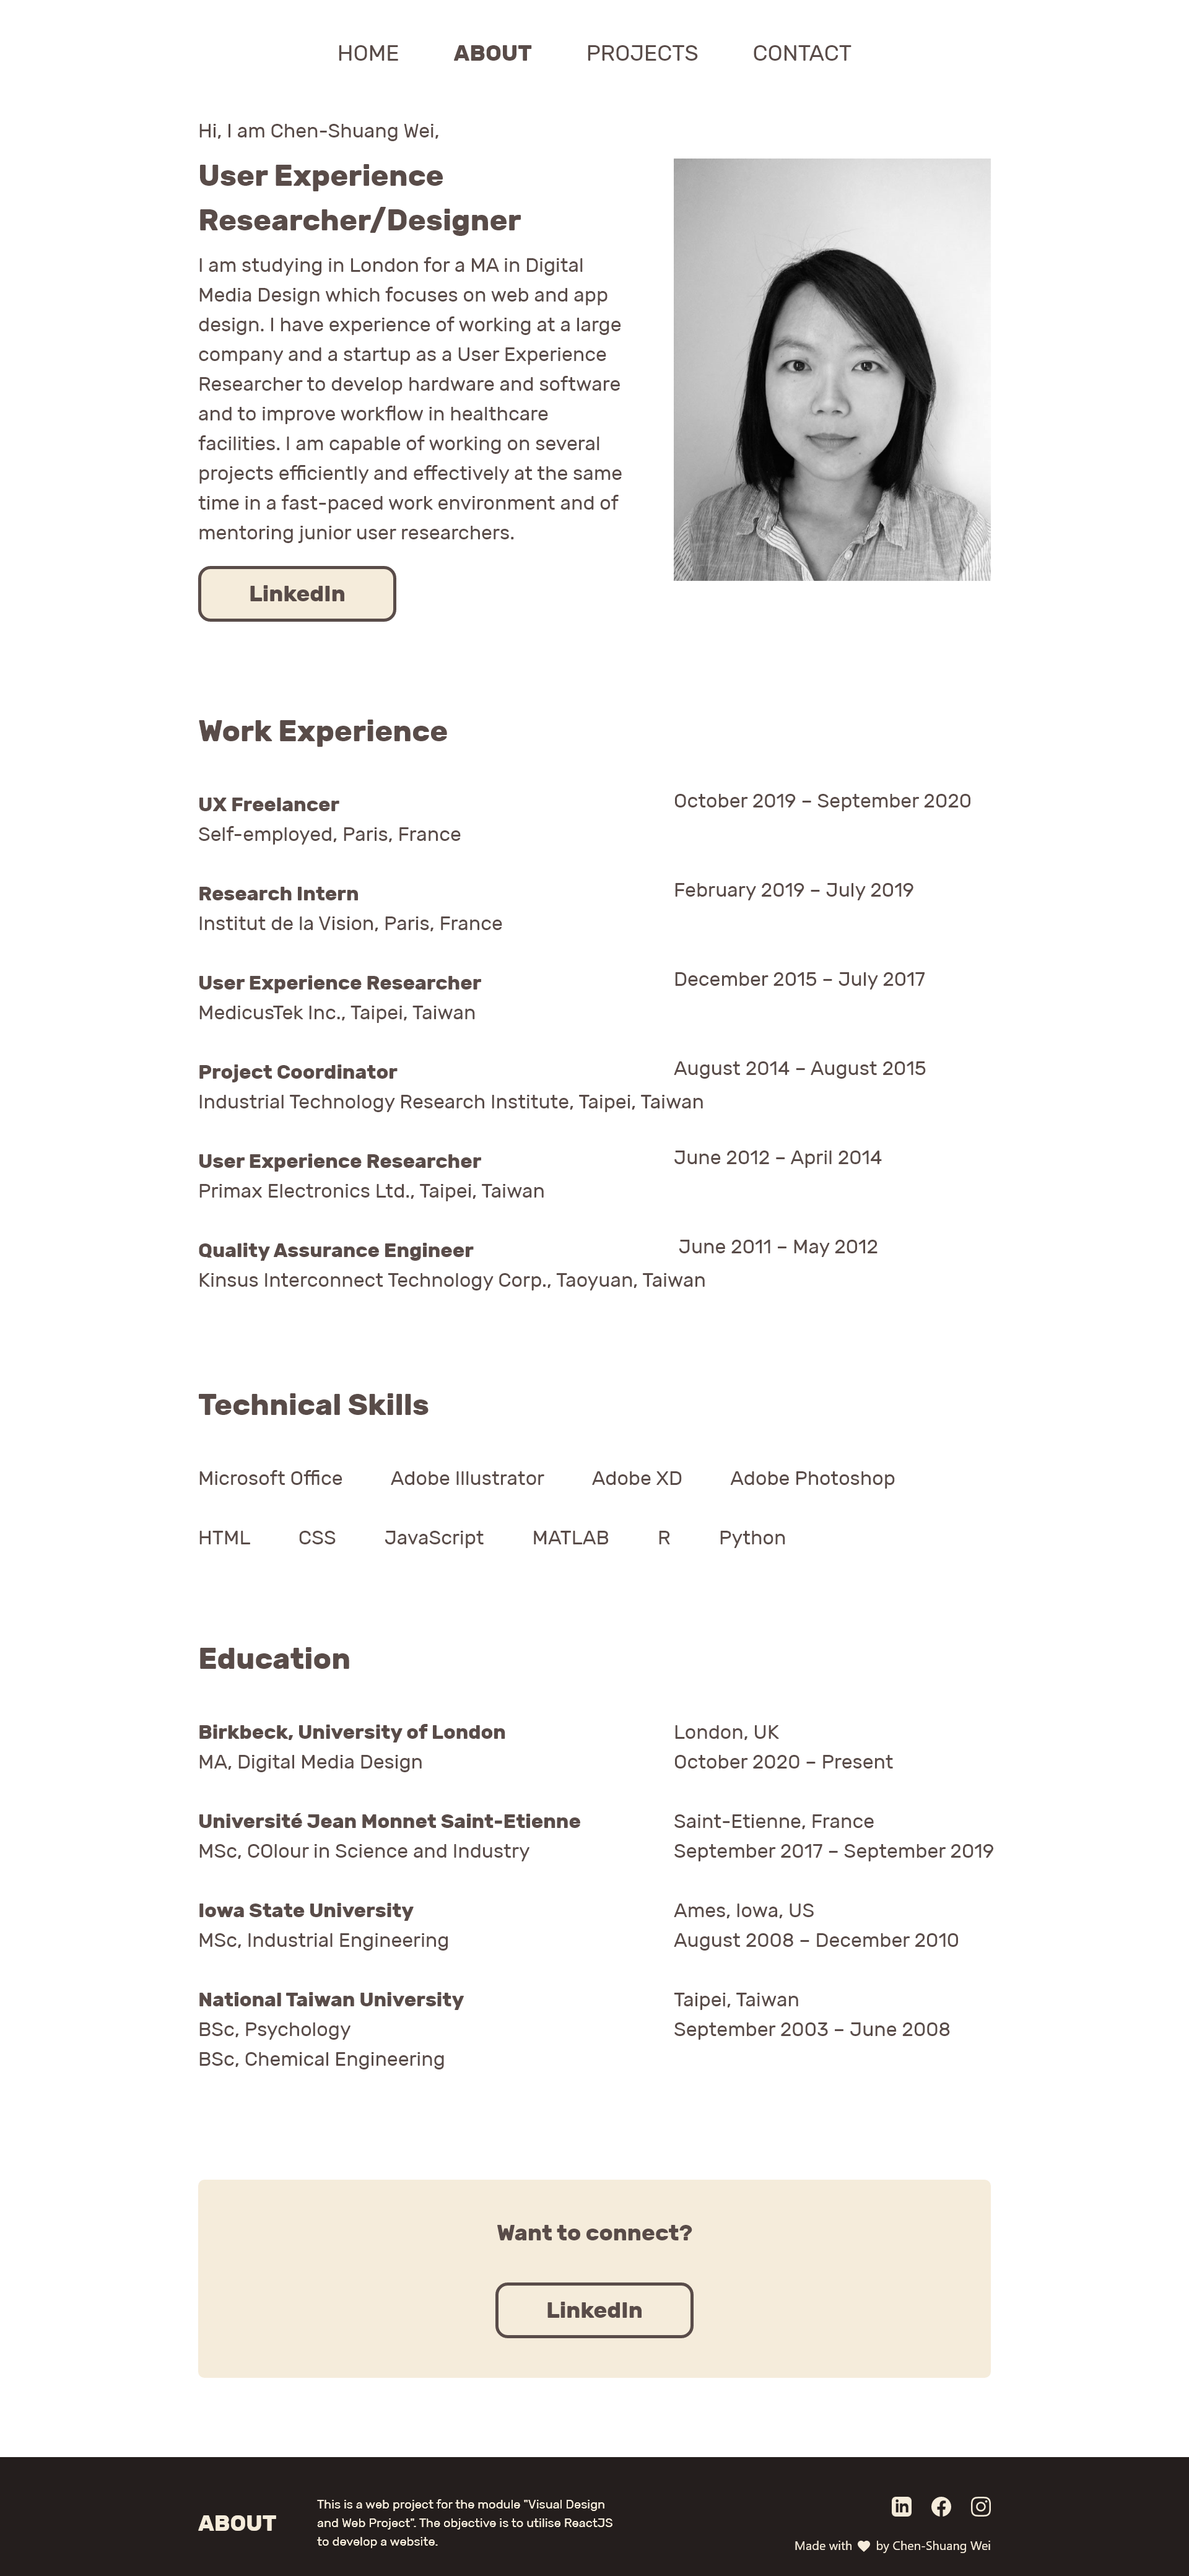 HOME ABOUT PROJECTS CONTACT
Hi, I am Chen-Shuang Wei,
User Experience
Researcher/Designer
I am studying in London for a MA in Digital
Media Design which focuses on web and app
design. I have experience of working at a large
company and a startup as a User Experience
Researcher to develop hardware and software
and to improve workflow in healthcare
facilities. I am capable of working on several
projects efficiently and effectively at the same
time in a fast-paced work environment and of
mentoring junior user researchers.
LinkedIn
Work Experience
UX Freelancer October 2019 – September 2020
Self-employed, Paris, France
Research Intern February 2019 – July 2019
Institut de la Vision, Paris, France
User Experience Researcher December 2015 – July 2017
MedicusTek Inc., Taipei, Taiwan
Project Coordinator August 2014 – August 2015
Industrial Technology Research Institute, Taipei, Taiwan
User Experience Researcher June 2012 – April 2014
Primax Electronics Ltd., Taipei, Taiwan
Quality Assurance Engineer June 2011 – May 2012
Kinsus Interconnect Technology Corp., Taoyuan, Taiwan
Technical Skills
Microsoft Office Adobe Illustrator Adobe XD Adobe Photoshop
HTML CSS JavaScript MATLAB R Python
Education
Birkbeck, University of London London, UK
MA, Digital Media Design October 2020 – Present
Université Jean Monnet Saint-Etienne Saint-Etienne, France
MSc, COlour in Science and Industry September 2017 – September 2019
Iowa State University Ames, Iowa, US
MSc, Industrial Engineering August 2008 – December 2010
National Taiwan University Taipei, Taiwan
BSc, Psychology September 2003 – June 2008
BSc, Chemical Engineering
Want to connect?
LinkedIn
ABOUT
This is a web project for the module "Visual Design
and Web Project". The objective is to utilise ReactJS
to develop a website.
Made with ♥ by Chen-Shuang Wei